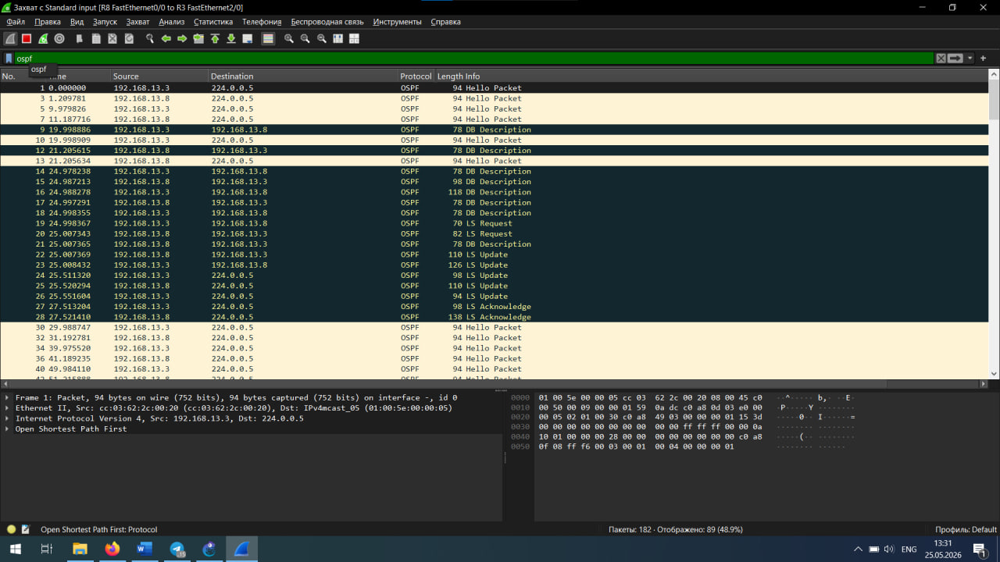 Захват с Standard input [R8 FastEthernet0/0 to R3 FastEthernet2/0]
Файл Правка Вид Запуск Захват Анализ Статистика Телефония Беспроводная связь Инструменты Справка
ospf
ospf
No. Time Source Destination Protocol Length Info
1 0.000000 192.168.13.3 224.0.0.5 OSPF 94 Hello Packet
3 1.209781 192.168.13.8 224.0.0.5 OSPF 94 Hello Packet
5 9.979826 192.168.13.3 224.0.0.5 OSPF 94 Hello Packet
7 11.187716 192.168.13.8 224.0.0.5 OSPF 94 Hello Packet
9 19.998886 192.168.13.3 192.168.13.8 OSPF 78 DB Description
10 19.998909 192.168.13.3 224.0.0.5 OSPF 94 Hello Packet
12 21.205615 192.168.13.8 192.168.13.3 OSPF 78 DB Description
13 21.205634 192.168.13.8 224.0.0.5 OSPF 94 Hello Packet
14 24.978238 192.168.13.3 192.168.13.8 OSPF 78 DB Description
15 24.987213 192.168.13.8 192.168.13.3 OSPF 98 DB Description
16 24.988278 192.168.13.3 192.168.13.8 OSPF 118 DB Description
17 24.997291 192.168.13.8 192.168.13.3 OSPF 78 DB Description
18 24.998355 192.168.13.3 192.168.13.8 OSPF 78 DB Description
19 24.998367 192.168.13.3 192.168.13.8 OSPF 70 LS Request
20 25.007343 192.168.13.8 192.168.13.3 OSPF 82 LS Request
21 25.007365 192.168.13.8 192.168.13.3 OSPF 78 DB Description
22 25.007369 192.168.13.8 192.168.13.3 OSPF 110 LS Update
23 25.008432 192.168.13.3 192.168.13.8 OSPF 126 LS Update
24 25.511320 192.168.13.3 224.0.0.5 OSPF 98 LS Update
25 25.520294 192.168.13.8 224.0.0.5 OSPF 110 LS Update
26 25.551604 192.168.13.3 224.0.0.5 OSPF 94 LS Update
27 27.513204 192.168.13.3 224.0.0.5 OSPF 98 LS Acknowledge
28 27.521410 192.168.13.8 224.0.0.5 OSPF 138 LS Acknowledge
30 29.988747 192.168.13.3 224.0.0.5 OSPF 94 Hello Packet
32 31.192781 192.168.13.8 224.0.0.5 OSPF 94 Hello Packet
34 39.975520 192.168.13.3 224.0.0.5 OSPF 94 Hello Packet
36 41.189235 192.168.13.8 224.0.0.5 OSPF 94 Hello Packet
40 49.984110 192.168.13.3 224.0.0.5 OSPF 94 Hello Packet
Frame 1: Packet, 94 bytes on wire (752 bits), 94 bytes captured (752 bits) on interface -, id 0
Ethernet II, Src: cc:03:62:2c:00:20 (cc:03:62:2c:00:20), Dst: IPv4mcast_05 (01:00:5e:00:00:05)
Internet Protocol Version 4, Src: 192.168.13.3, Dst: 224.0.0.5
Open Shortest Path First
0000 01 00 5e 00 00 05 cc 03 62 2c 00 20 08 00 45 c0 ··^····· b,· ··E·
0010 00 50 00 09 00 00 01 59 0a dc c0 a8 0d 03 e0 00 ·P·····Y ········
0020 00 05 02 01 00 30 c0 a8 49 03 00 00 00 01 15 3d ·····0·· I······=
0030 00 00 00 00 00 00 00 00 00 00 ff ff ff 00 00 0a ········ ········
0040 10 01 00 00 00 28 00 00 00 00 00 00 00 00 c0 a8 ·····(·· ········
0050 0f 08 ff f6 00 03 00 01 00 04 00 00 00 01 ········ ······
Open Shortest Path First: Protocol
Пакеты: 182 · Отображено: 89 (48.9%)
Профиль: Default
15
ENG
13:31
25.05.2026
1